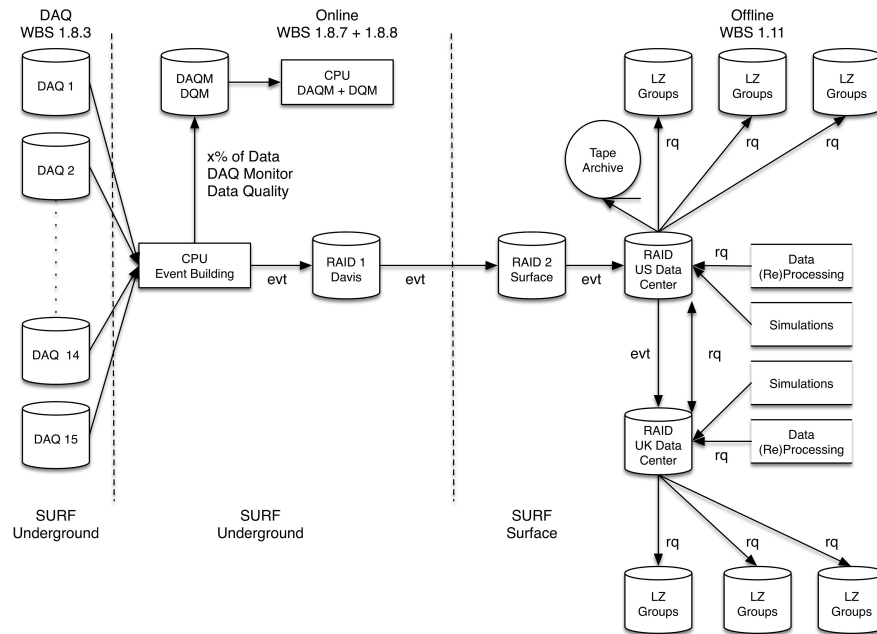 DAQ
WBS 1.8.3
Online
WBS 1.8.7 + 1.8.8
Offline
WBS 1.11
DAQ 1
DAQM
DQM
CPU
DAQM + DQM
LZ
Groups
LZ
Groups
LZ
Groups
DAQ 2
x% of Data
DAQ Monitor
Data Quality
Tape
Archive
rq
rq
rq
CPU
Event Building
evt
RAID 1
Davis
evt
RAID 2
Surface
evt
RAID
US Data
Center
rq
Data
(Re)Processing
Simulations
DAQ 14
evt
rq
Simulations
DAQ 15
RAID
UK Data
Center
rq
Data
(Re)Processing
SURF
Underground
SURF
Underground
SURF
Surface
rq
rq
rq
LZ
Groups
LZ
Groups
LZ
Groups